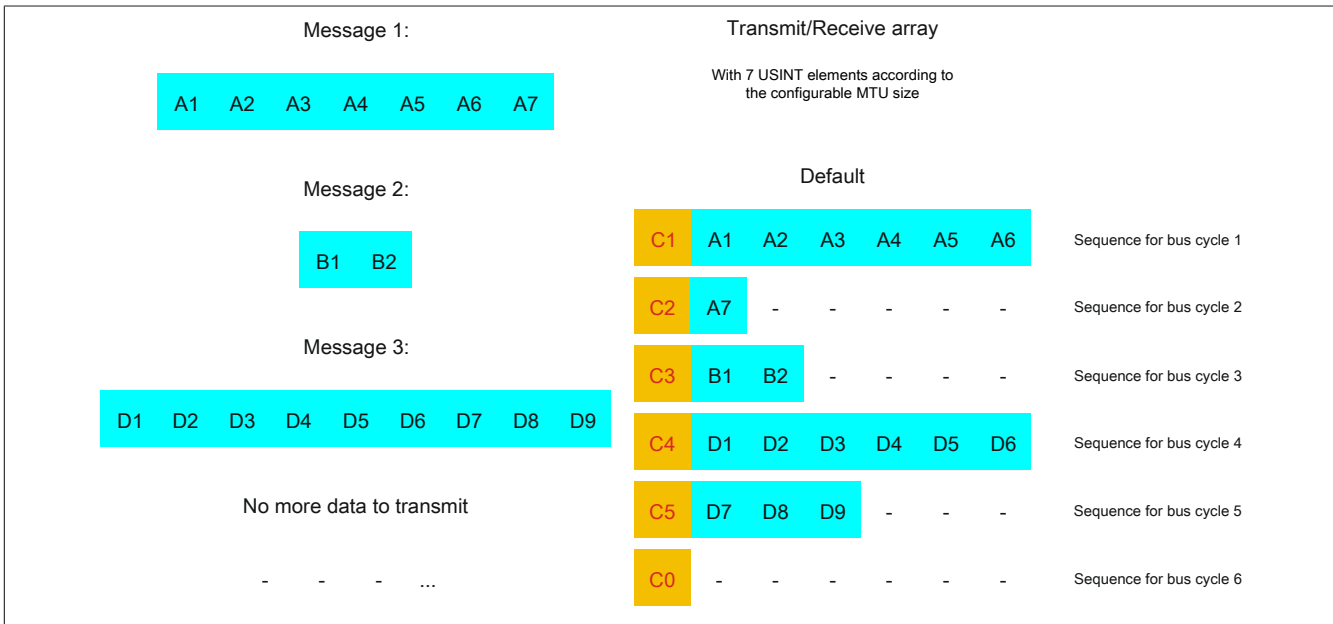 Message 1:
A1 A2 A3 A4 A5 A6 A7
Message 2:
B1 B2
Message 3:
D1 D2 D3 D4 D5 D6 D7 D8 D9
No more data to transmit
- - - ...
Transmit/Receive array
With 7 USINT elements according to
the configurable MTU size
Default
C1 A1 A2 A3 A4 A5 A6 Sequence for bus cycle 1
C2 A7 - - - - - Sequence for bus cycle 2
C3 B1 B2 - - - - Sequence for bus cycle 3
C4 D1 D2 D3 D4 D5 D6 Sequence for bus cycle 4
C5 D7 D8 D9 - - - Sequence for bus cycle 5
C0 - - - - - - Sequence for bus cycle 6